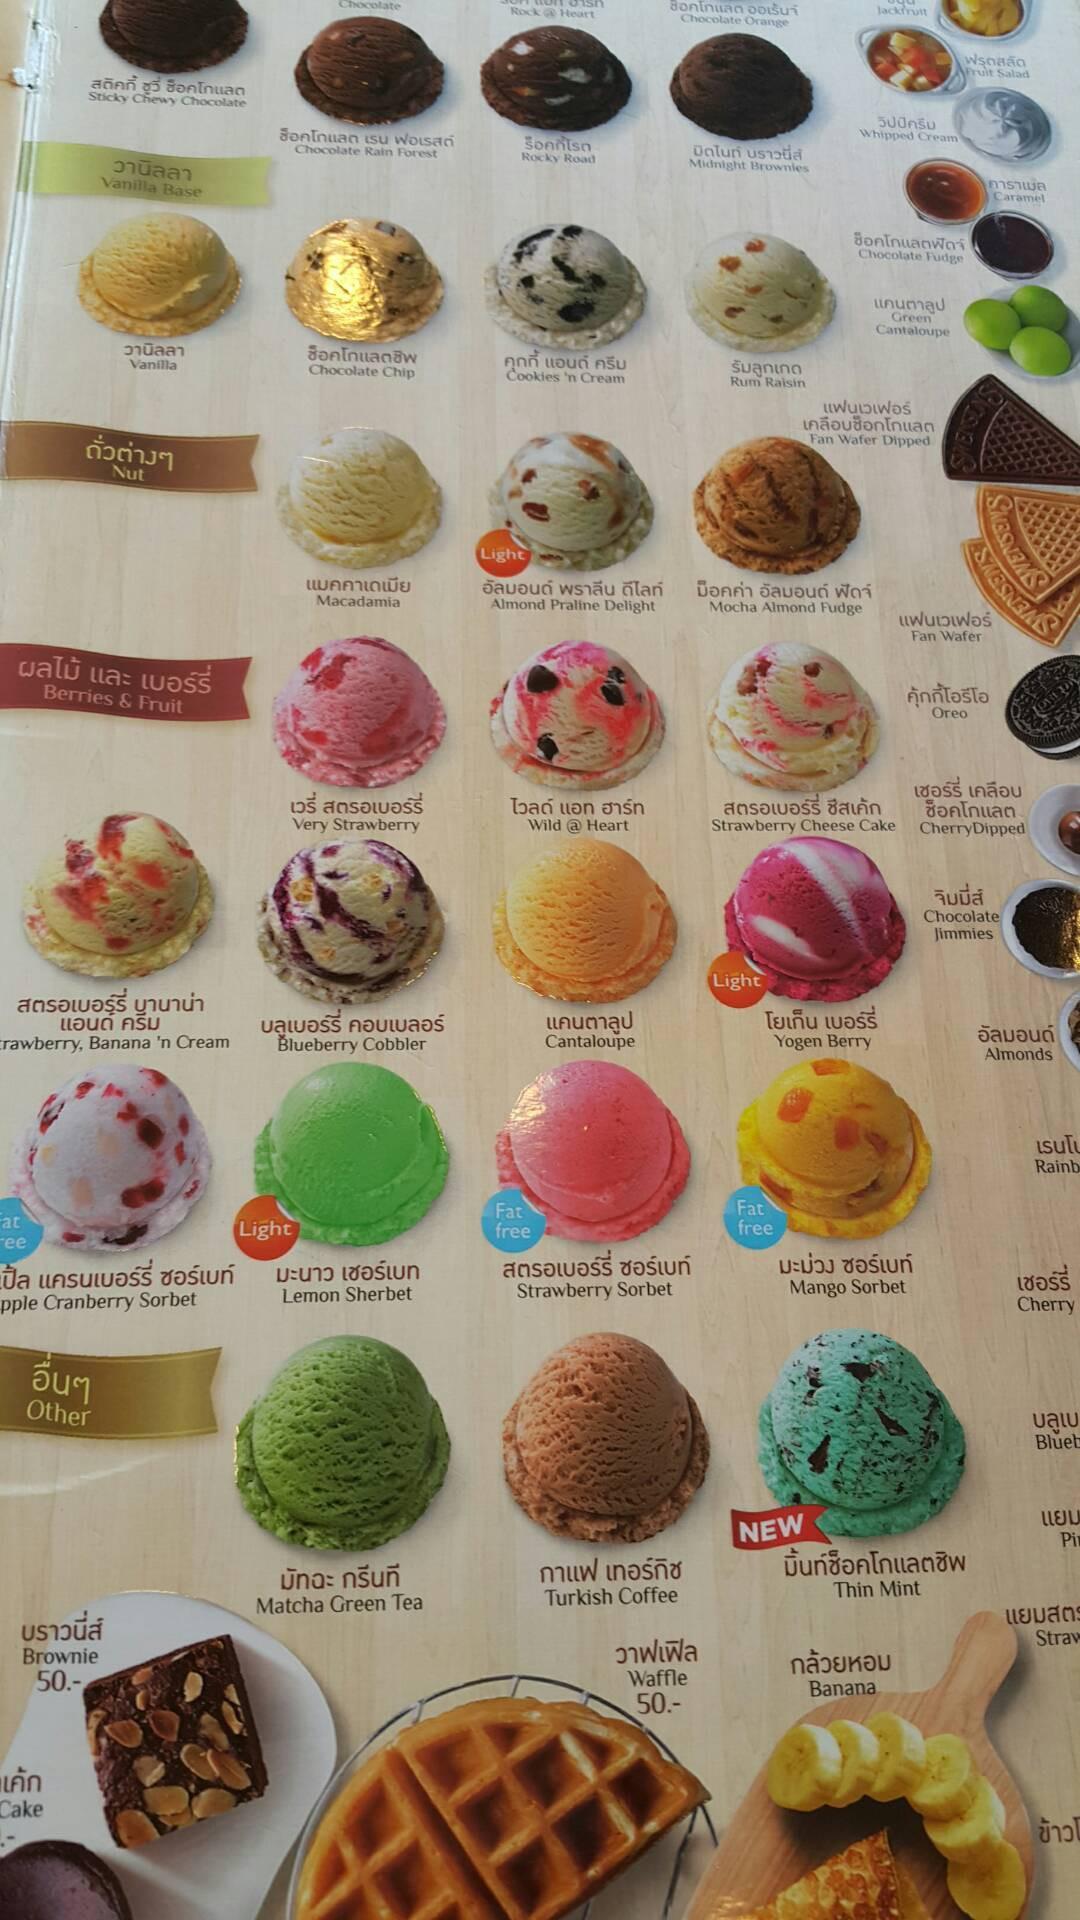 Chocolate
Rock @ Heart
ช็อคโกแลต ออเร้นจ์
Chocolate Orange
Jackfruit
สติคกี้ ชูวี่ ช็อคโกแลต
Sticky Chewy Chocolate
ช็อคโกแลต เรน ฟอเรสต์
Chocolate Rain Forest
ร็อคกี้โรด
Rocky Road
มิดไนท์ บราวนี่ส์
Midnight Brownies
ฟรุตสลัด
Fruit Salad
วิปปิครีม
Whipped Cream
คาราเมล
Caramel
ช็อคโกแลตฟัดจ์
Chocolate Fudge
แคนตาลูป
Green
Cantaloupe
วานิลลา
Vanilla Base
วานิลลา
Vanilla
ช็อคโกแลตชิพ
Chocolate Chip
คุกกี้ แอนด์ ครีม
Cookies 'n Cream
รัมลูกเกด
Rum Raisin
แฟนเวเฟอร์
เคลือบช็อกโกแลต
Fan Wafer Dipped
SWENSEN'S
SWENSEN'S
SWENSEN'S
ถั่วต่างๆ
Nut
แมคคาเดเมีย
Macadamia
Light
อัลมอนด์ พราลีน ดีไลท์
Almond Praline Delight
ม็อคค่า อัลมอนด์ ฟัดจ์
Mocha Almond Fudge
แฟนเวเฟอร์
Fan Wafer
ผลไม้ และ เบอร์รี่
Berries & Fruit
เวรี่ สตรอเบอร์รี่
Very Strawberry
ไวลด์ แอท ฮาร์ท
Wild @ Heart
สตรอเบอร์รี่ ชีสเค้ก
Strawberry Cheese Cake
คุ้กกี้โอรีโอ
Oreo
เชอร์รี่ เคลือบ
ช็อคโกแลต
CherryDipped
สตรอเบอร์รี่ บานาน่า
แอนด์ ครีม
rawberry, Banana 'n Cream
บลูเบอร์รี่ คอบเบลอร์
Blueberry Cobbler
แคนตาลูป
Cantaloupe
Light
โยเก็น เบอร์รี่
Yogen Berry
จิมมี่ส์
Chocolate
Jimmies
อัลมอนด์
Almonds
at
ee
เปิ้ล แครนเบอร์รี่ ซอร์เบท์
pple Cranberry Sorbet
Light
มะนาว เชอร์เบท
Lemon Sherbet
Fat
free
สตรอเบอร์รี่ ซอร์เบท์
Strawberry Sorbet
Fat
free
มะม่วง ซอร์เบท์
Mango Sorbet
เรนโ
Rainb
เชอร์รี่
Cherry
อื่นๆ
Other
มัทฉะ กรีนที
Matcha Green Tea
กาแฟ เทอร์กิช
Turkish Coffee
NEW
มิ้นท์ช็อคโกแลตชิพ
Thin Mint
บลูเบ
Blueb
แยม
Pi
แยมสตร
Straw
บราวนี่ส์
Brownie
50.-
วาฟเฟิล
Waffle
50.-
กล้วยหอม
Banana
เค้ก
Cake
ข้าวโ